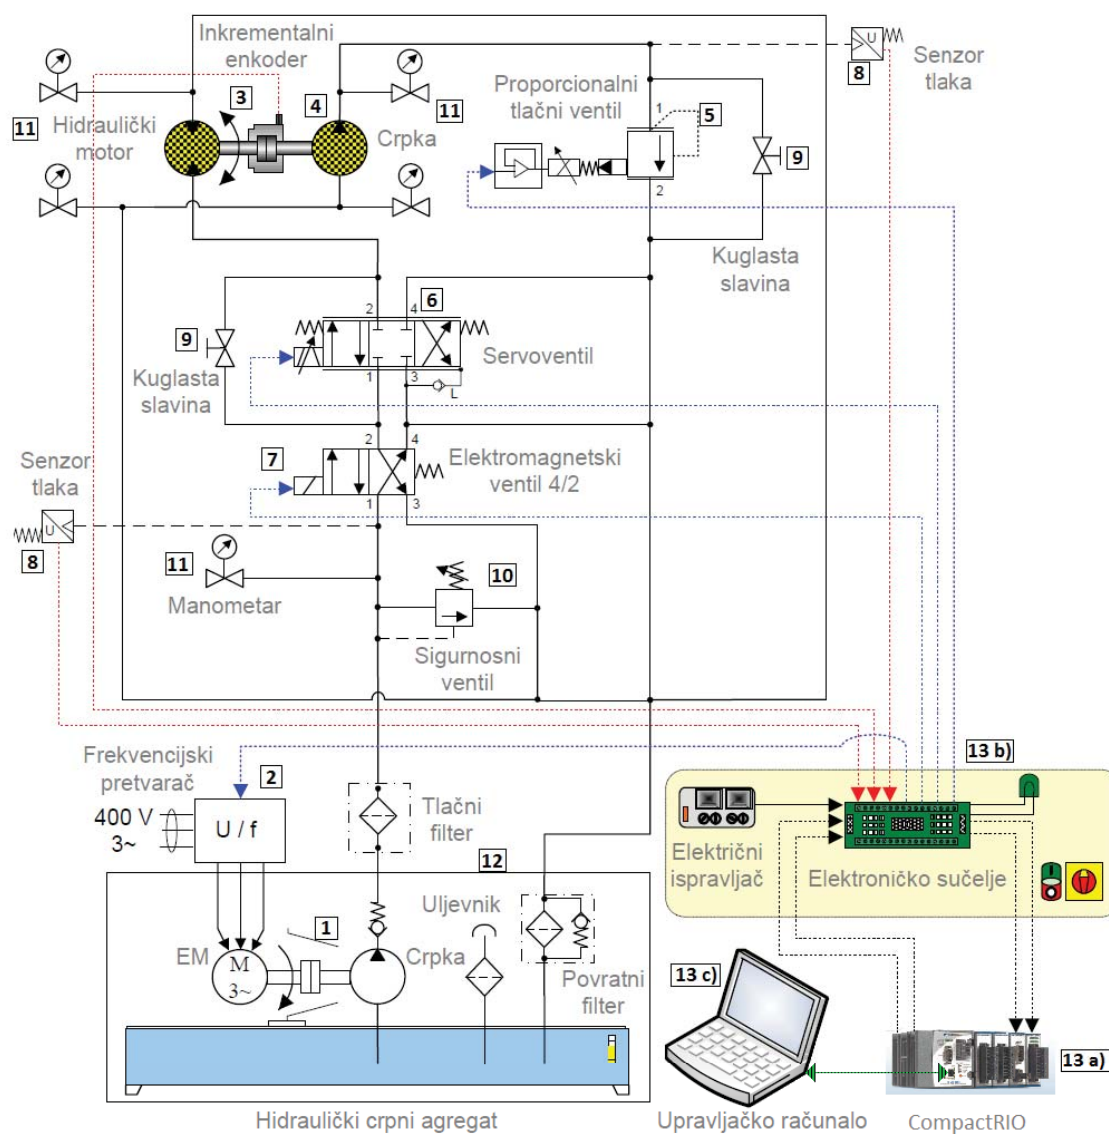 Inkrementalni
enkoder
3
4
11
Hidraulički
motor
11
Crpka
Proporcionalni
tlačni ventil
1
5
2
U
8
Senzor
tlaka
9
Kuglasta
slavina
2
4
6
9
Kuglasta
slavina
Servoventil
1
3
L
2
4
7
Elektromagnetski
ventil 4/2
1
3
Senzor
tlaka
U
8
11
Manometar
10
Sigurnosni
ventil
Frekvencijski
pretvarač
2
400 V
3~
U / f
Tlačni
filter
12
13 b)
Električni
ispravljač
Elektroničko sučelje
I
Uljevnik
1
EM
M
3~
Crpka
Povratni
filter
13 c)
13 a)
Hidraulički crpni agregat
Upravljačko računalo
CompactRIO